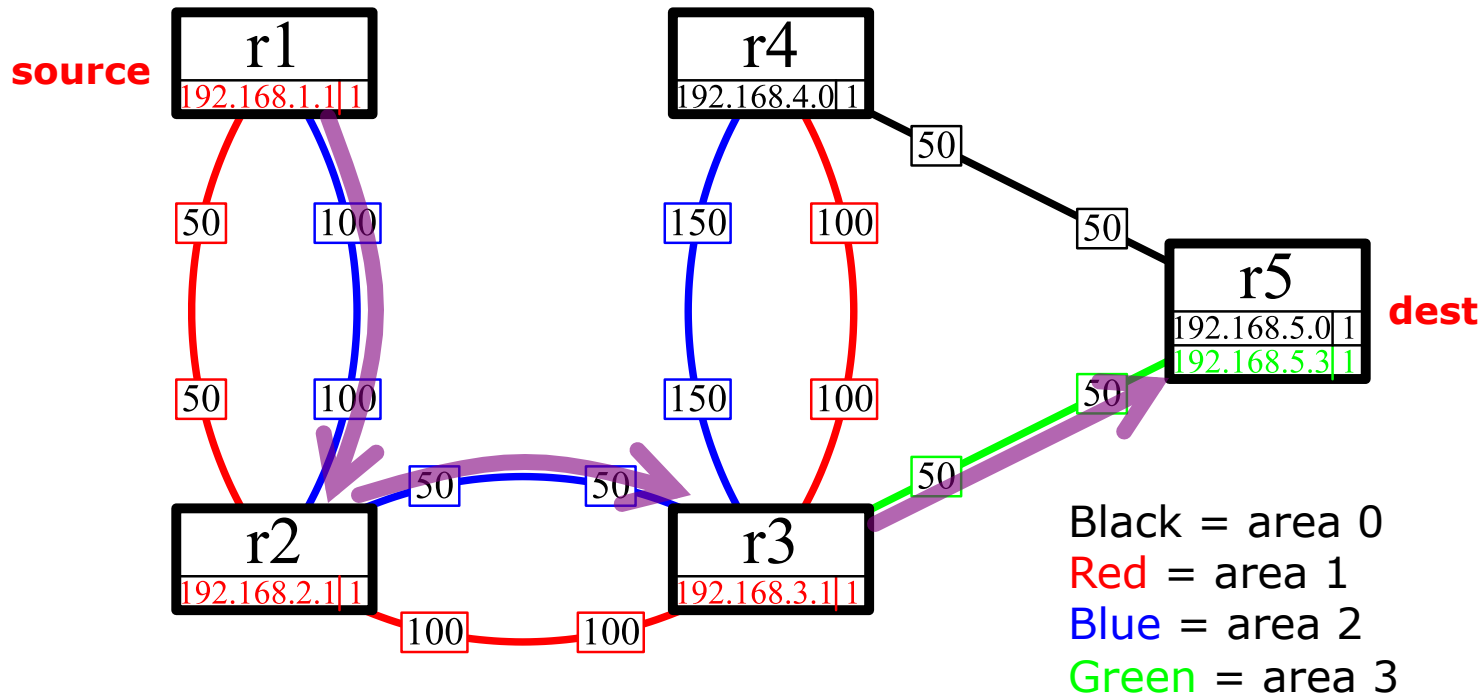 r1
r4
source
192.168.1.1 1
192.168.4.0 1
50
50
100
150
100
50
r5
192.168.5.0 1
dest
192.168.5.3 1
50
100
150
100
50
50
50
50
r2
r3
192.168.2.1 1
192.168.3.1 1
100
100
Black = area 0
Red = area 1
Blue = area 2
Green = area 3